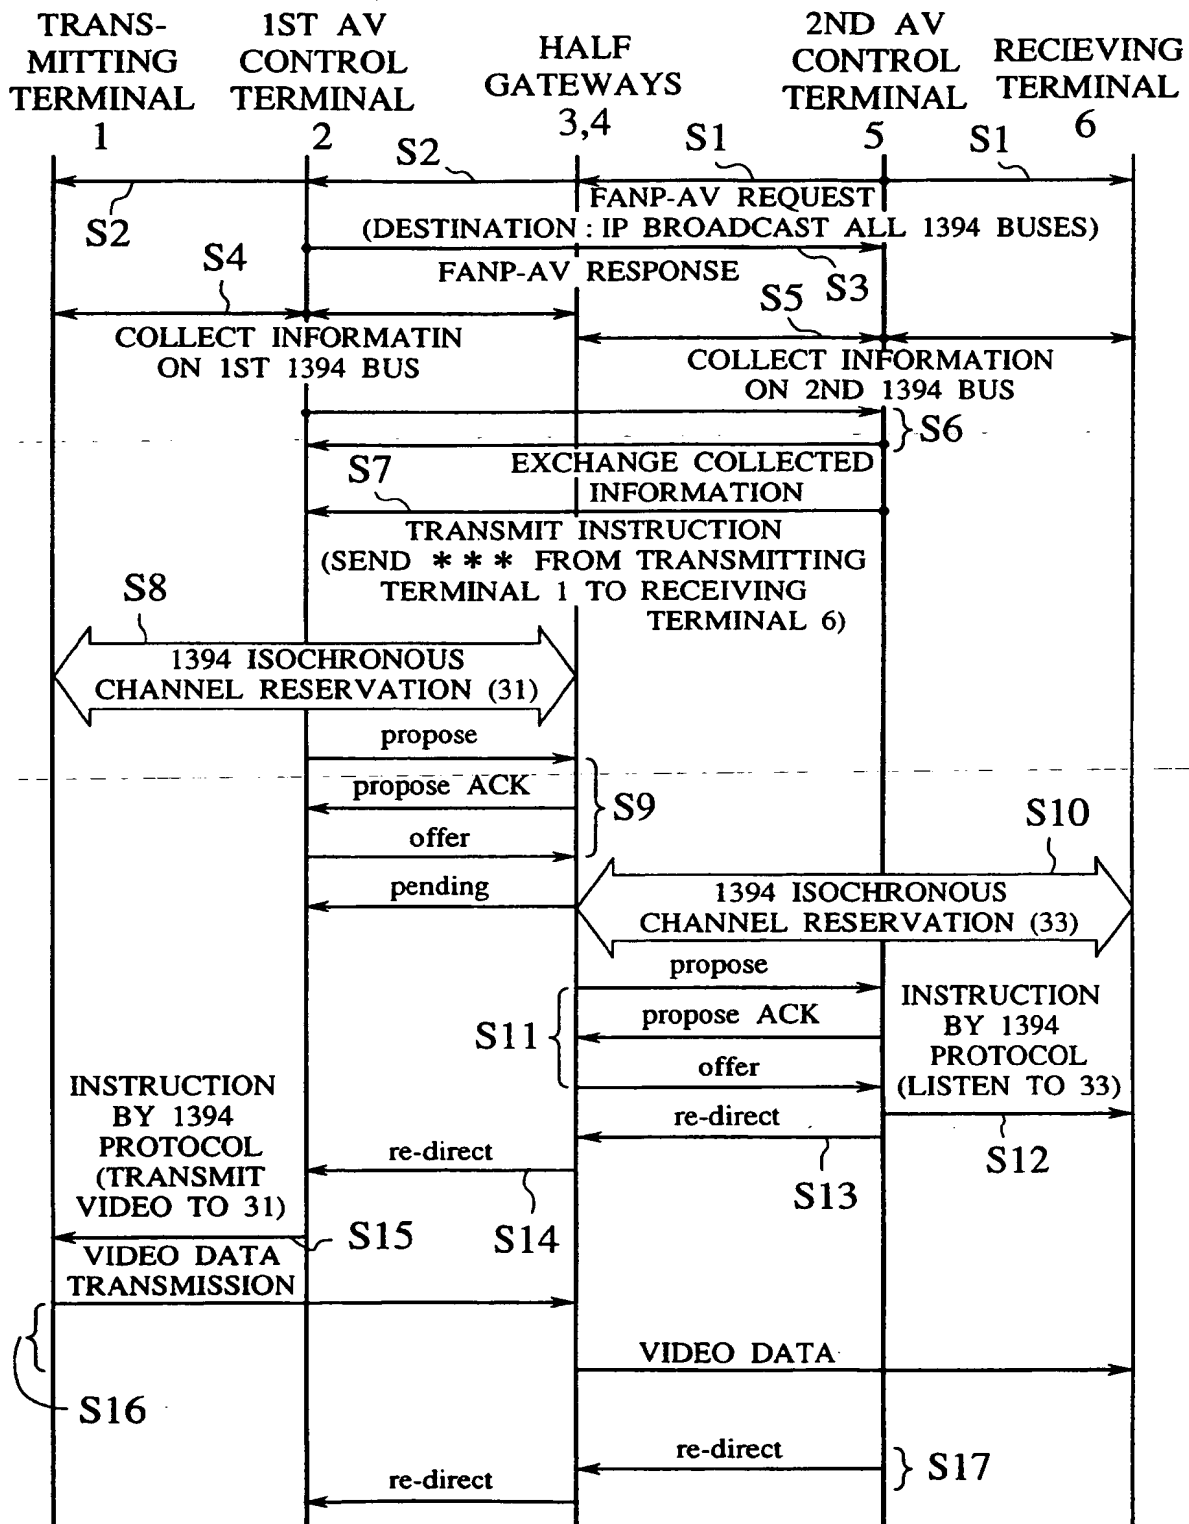 TRANS-
MITTING
TERMINAL
1
1ST AV
CONTROL
TERMINAL
2
HALF
GATEWAYS
3,4
2ND AV
CONTROL
TERMINAL
5
RECIEVING
TERMINAL
6
S2
S1
S1
S2
FANP-AV REQUEST
(DESTINATION : IP BROADCAST ALL 1394 BUSES)
S4
FANP-AV RESPONSE
S3
S5
COLLECT INFORMATIN
ON 1ST 1394 BUS
COLLECT INFORMATION
ON 2ND 1394 BUS
S6
S7
EXCHANGE COLLECTED
INFORMATION
TRANSMIT INSTRUCTION
(SEND *** FROM TRANSMITTING
TERMINAL 1 TO RECEIVING
TERMINAL 6)
S8
1394 ISOCHRONOUS
CHANNEL RESERVATION (31)
propose
propose ACK
S9
offer
S10
pending
1394 ISOCHRONOUS
CHANNEL RESERVATION (33)
propose
S11
propose ACK
offer
INSTRUCTION
BY 1394
PROTOCOL
(LISTEN TO 33)
S12
re-direct
S13
re-direct
S14
INSTRUCTION
BY 1394
PROTOCOL
(TRANSMIT
VIDEO TO 31)
S15
VIDEO DATA
TRANSMISSION
VIDEO DATA
S16
re-direct
S17
re-direct